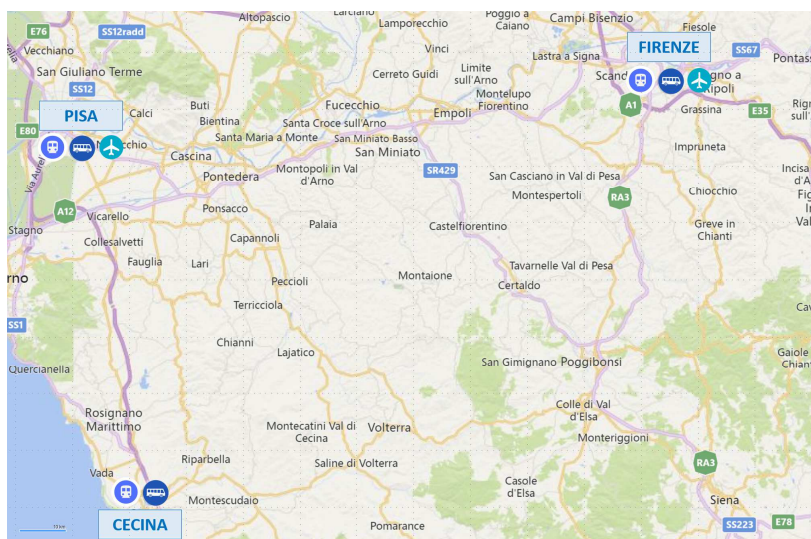 E76
SS12radd
Altopascio
Larciano
Lamporecchio
Poggio a
Caiano
Campi Bisenzio
Fiesole
Vecchiano
Vinci
Lastra a Signa
FIRENZE
SS67
San Giuliano Terme
Cerreto Guidi
Limite
sull'Arno
Scand
gno a
Ripoli
SS12
Buti
Fucecchio
Montelupo
Fiorentino
A1
Grassina
E35
PISA
Calci
Bientina
Santa Croce sull'Arno
Empoli
E80
Santa Maria a Monte
San Miniato Basso
Impruneta
Cascina
San Miniato
Via Aurel
Pontedera
Montopoli in Val
d'Arno
SR429
San Casciano in Val di Pesa
Incisa
Montespertoli
RA3
Chiocchio
A12
Vicarello
Ponsacco
Palaia
Castelfiorentino
Greve in
Chianti
Stagno
Collesalvetti
Capannoli
Fauglia
Lari
Peccioli
Montaione
Tavarnelle Val di Pesa
Certaldo
rno
Terricciola
SS1
Chianni
Lajatico
San Gimignano
Poggibonsi
Gaiole
Quercianella
Colle di Val
d'Elsa
Rosignano
Marittimo
Montecatini Val di
Cecina
Volterra
Monteriggioni
Vada
Riparbella
Saline di Volterra
RA3
Casole
d'Elsa
Montescudaio
Siena
CECINA
Pomarance
SS223
E78